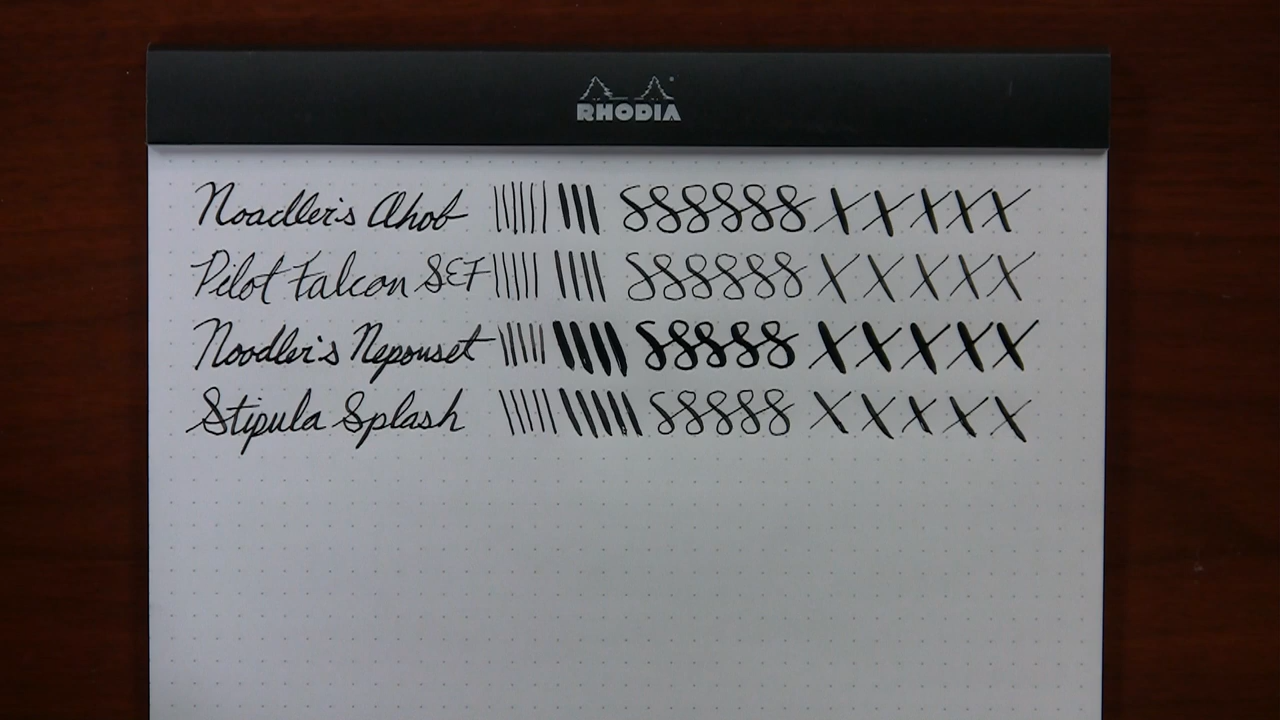 RHODIA
Noodler's Ahab
Pilot Falcon SEF
Noodler's Neponset
Stipula Splash